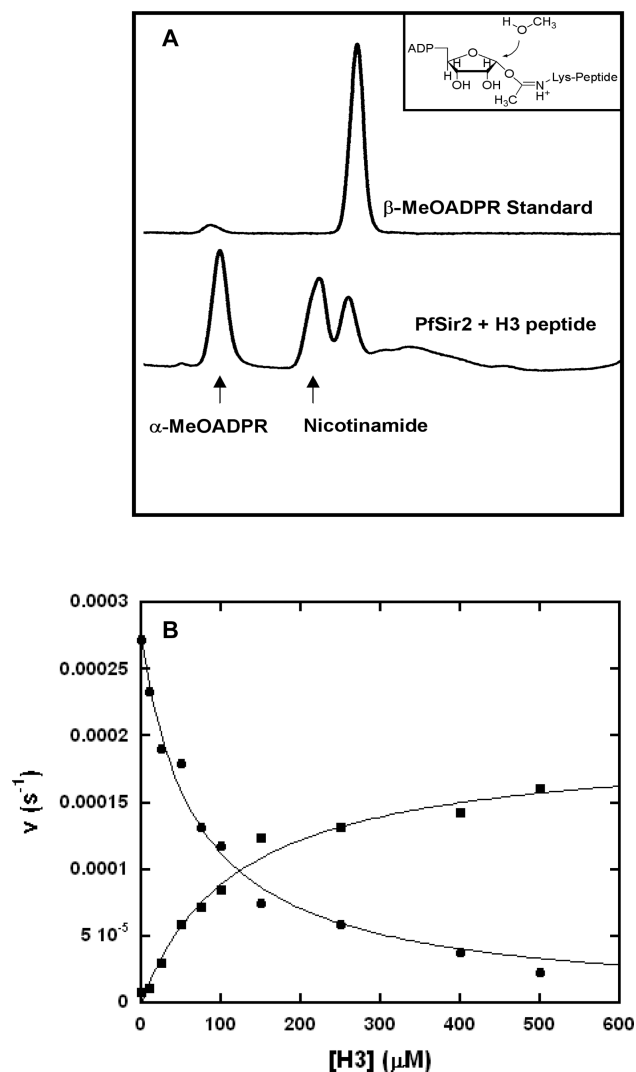 A
H
O
CH₃
ADP
O
H H
H H
O
Lys-Peptide
OH OH
N
H₃C
H⁺
β-MeOADPR Standard
PfSir2 + H3 peptide
α-MeOADPR
Nicotinamide
B
0.0003
0.00025
0.0002
0.00015
0.0001
5 10⁻⁵
0
v (s⁻¹)
0 100 200 300 400 500 600
[H3] (μM)